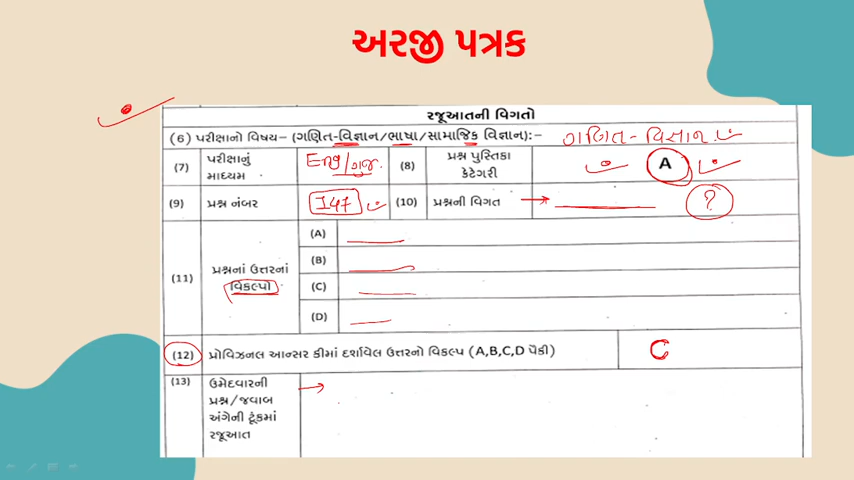 અરજી પત્રક
રજૂઆતની વિગતો
(6) પરીક્ષાનો વિષય– (ગણિત-વિજ્ઞાન/ભાષા/સામાજિક વિજ્ઞાન):- ગણિત - વિજ્ઞાન
(7) પરીક્ષાનું માધ્યમ Eng/ગુજ. (8) પ્રશ્ન પુસ્તિકા કેટેગરી A
(9) પ્રશ્ન નંબર 147 (10) પ્રશ્નની વિગત ?
(11) પ્રશ્નનાં ઉત્તરનાં વિકલ્પો
(A)
(B)
(C)
(D)
(12) પ્રોવિઝનલ આન્સર કીમાં દર્શાવેલ ઉત્તરનો વિકલ્પ (A,B,C,D પૈકી) C
(13) ઉમેદવારની
પ્રશ્ન/જવાબ
અંગેની ટૂંકમાં
રજૂઆત